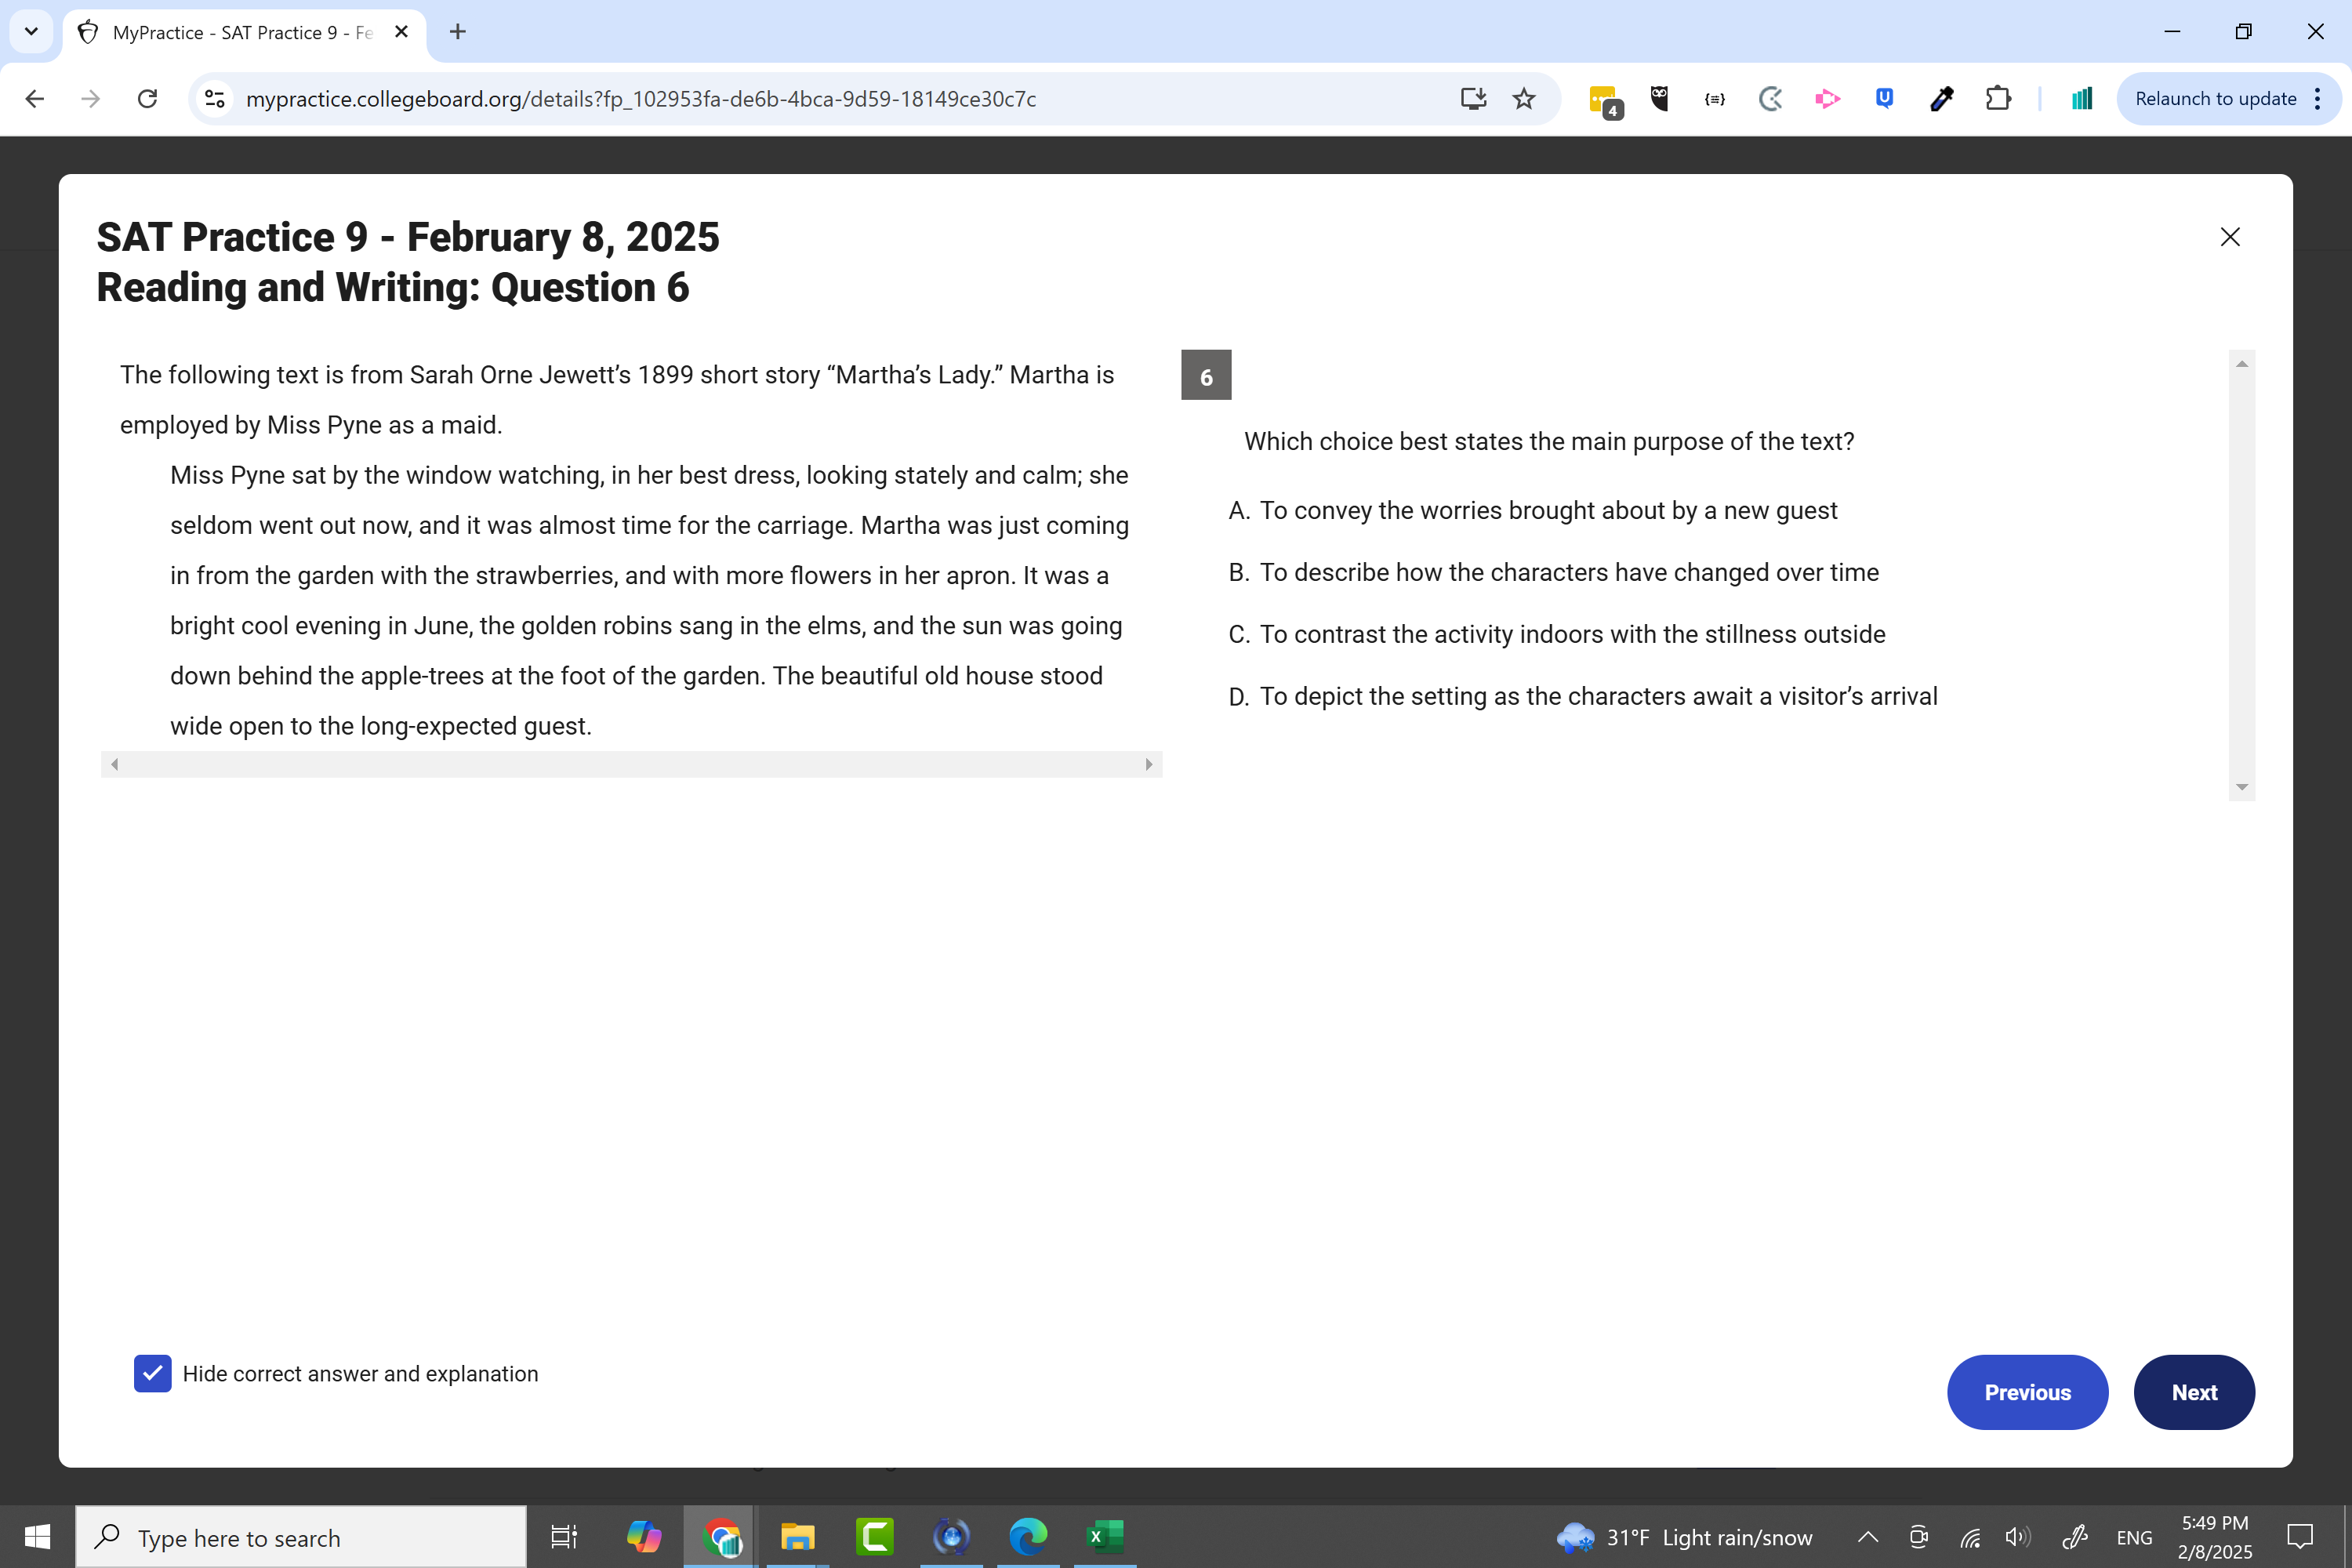 MyPractice - SAT Practice 9 - Fe
mypractice.collegeboard.org/details?fp_102953fa-de6b-4bca-9d59-18149ce30c7c
4
Relaunch to update
SAT Practice 9 - February 8, 2025
Reading and Writing: Question 6
The following text is from Sarah Orne Jewett’s 1899 short story “Martha’s Lady.” Martha is
employed by Miss Pyne as a maid.
Miss Pyne sat by the window watching, in her best dress, looking stately and calm; she
seldom went out now, and it was almost time for the carriage. Martha was just coming
in from the garden with the strawberries, and with more flowers in her apron. It was a
bright cool evening in June, the golden robins sang in the elms, and the sun was going
down behind the apple-trees at the foot of the garden. The beautiful old house stood
wide open to the long-expected guest.
6
Which choice best states the main purpose of the text?
A. To convey the worries brought about by a new guest
B. To describe how the characters have changed over time
C. To contrast the activity indoors with the stillness outside
D. To depict the setting as the characters await a visitor’s arrival
Hide correct answer and explanation
Previous
Next
Type here to search
31°F Light rain/snow
ENG
5:49 PM
2/8/2025